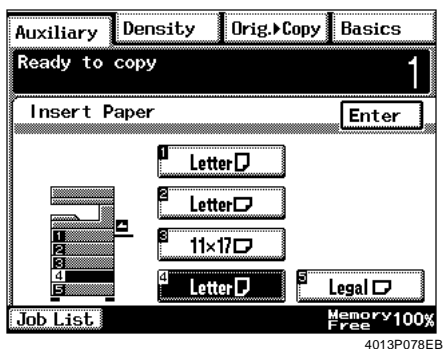 Auxiliary Density Orig.▸Copy Basics
Ready to copy 1
Insert Paper Enter
1 Letter
2 Letter
3 11×17
4 Letter 5 Legal
1
2
3
4
5
Job List Memory Free 100%
4013P078EB